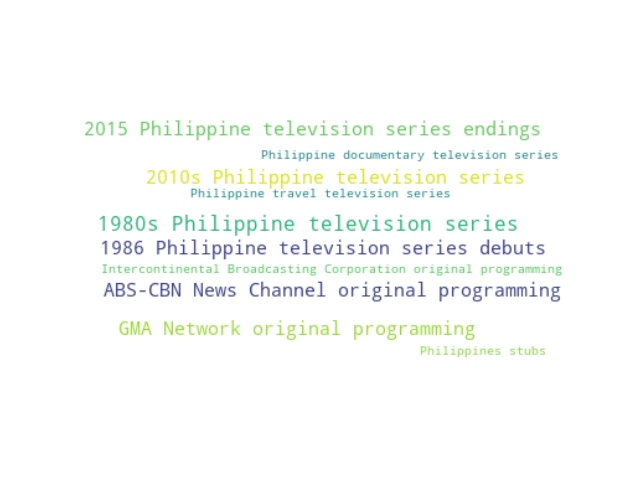 2015 Philippine television series endings
Philippine documentary television series
2010s Philippine television series
Philippine travel television series
1980s Philippine television series
1986 Philippine television series debuts
Intercontinental Broadcasting Corporation original programming
ABS-CBN News Channel original programming
GMA Network original programming
Philippines stubs